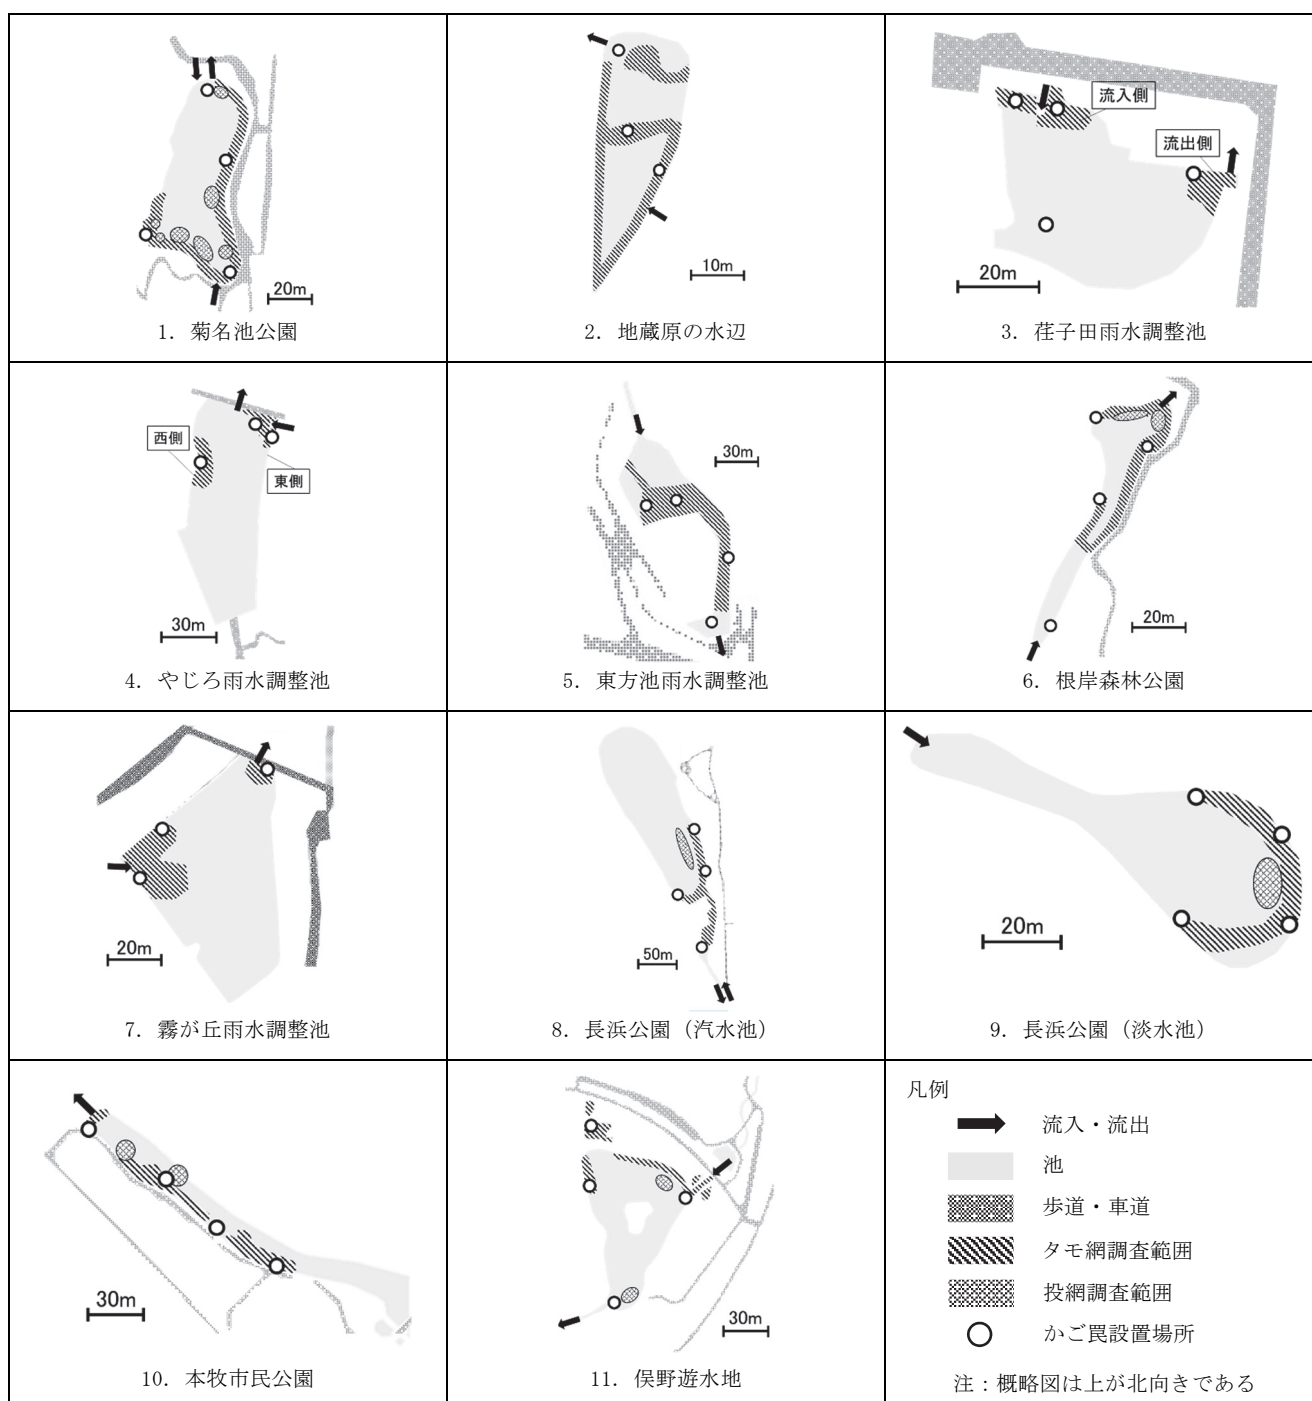 20m
1. 菊名池公園
10m
2. 地蔵原の水辺
流入側
流出側
20m
3. 荏子田雨水調整池
西側
東側
30m
4. やじろ雨水調整池
30m
5. 東方池雨水調整池
20m
6. 根岸森林公園
20m
7. 霧が丘雨水調整池
50m
8. 長浜公園（汽水池）
20m
9. 長浜公園（淡水池）
30m
10. 本牧市民公園
30m
11. 俣野遊水地
凡例
流入・流出
池
歩道・車道
タモ網調査範囲
投網調査範囲
かご罠設置場所
注：概略図は上が北向きである